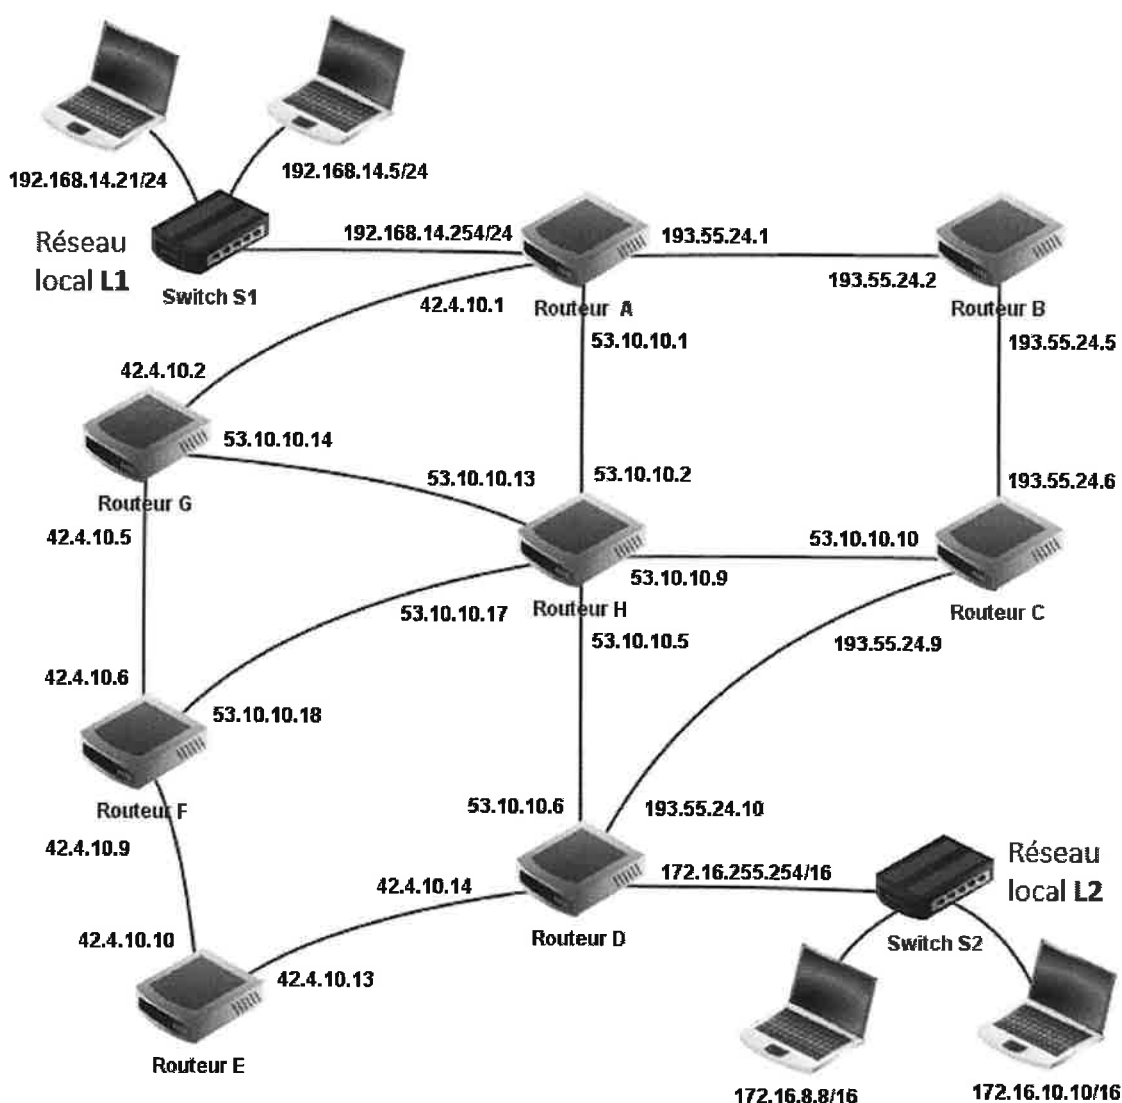 192.168.14.21/24
192.168.14.5/24
Réseau
local L1
Switch S1
192.168.14.254/24
193.55.24.1
193.55.24.2
42.4.10.1
Routeur A
Routeur B
53.10.10.1
193.55.24.5
42.4.10.2
53.10.10.14
53.10.10.13
53.10.10.2
193.55.24.6
Routeur G
42.4.10.5
53.10.10.10
53.10.10.9
53.10.10.17
Routeur H
Routeur C
53.10.10.5
193.55.24.9
42.4.10.6
53.10.10.18
Routeur F
53.10.10.6
193.55.24.10
42.4.10.9
42.4.10.14
172.16.255.254/16
Réseau
local L2
Routeur D
Switch S2
42.4.10.10
42.4.10.13
Routeur E
172.16.8.8/16
172.16.10.10/16